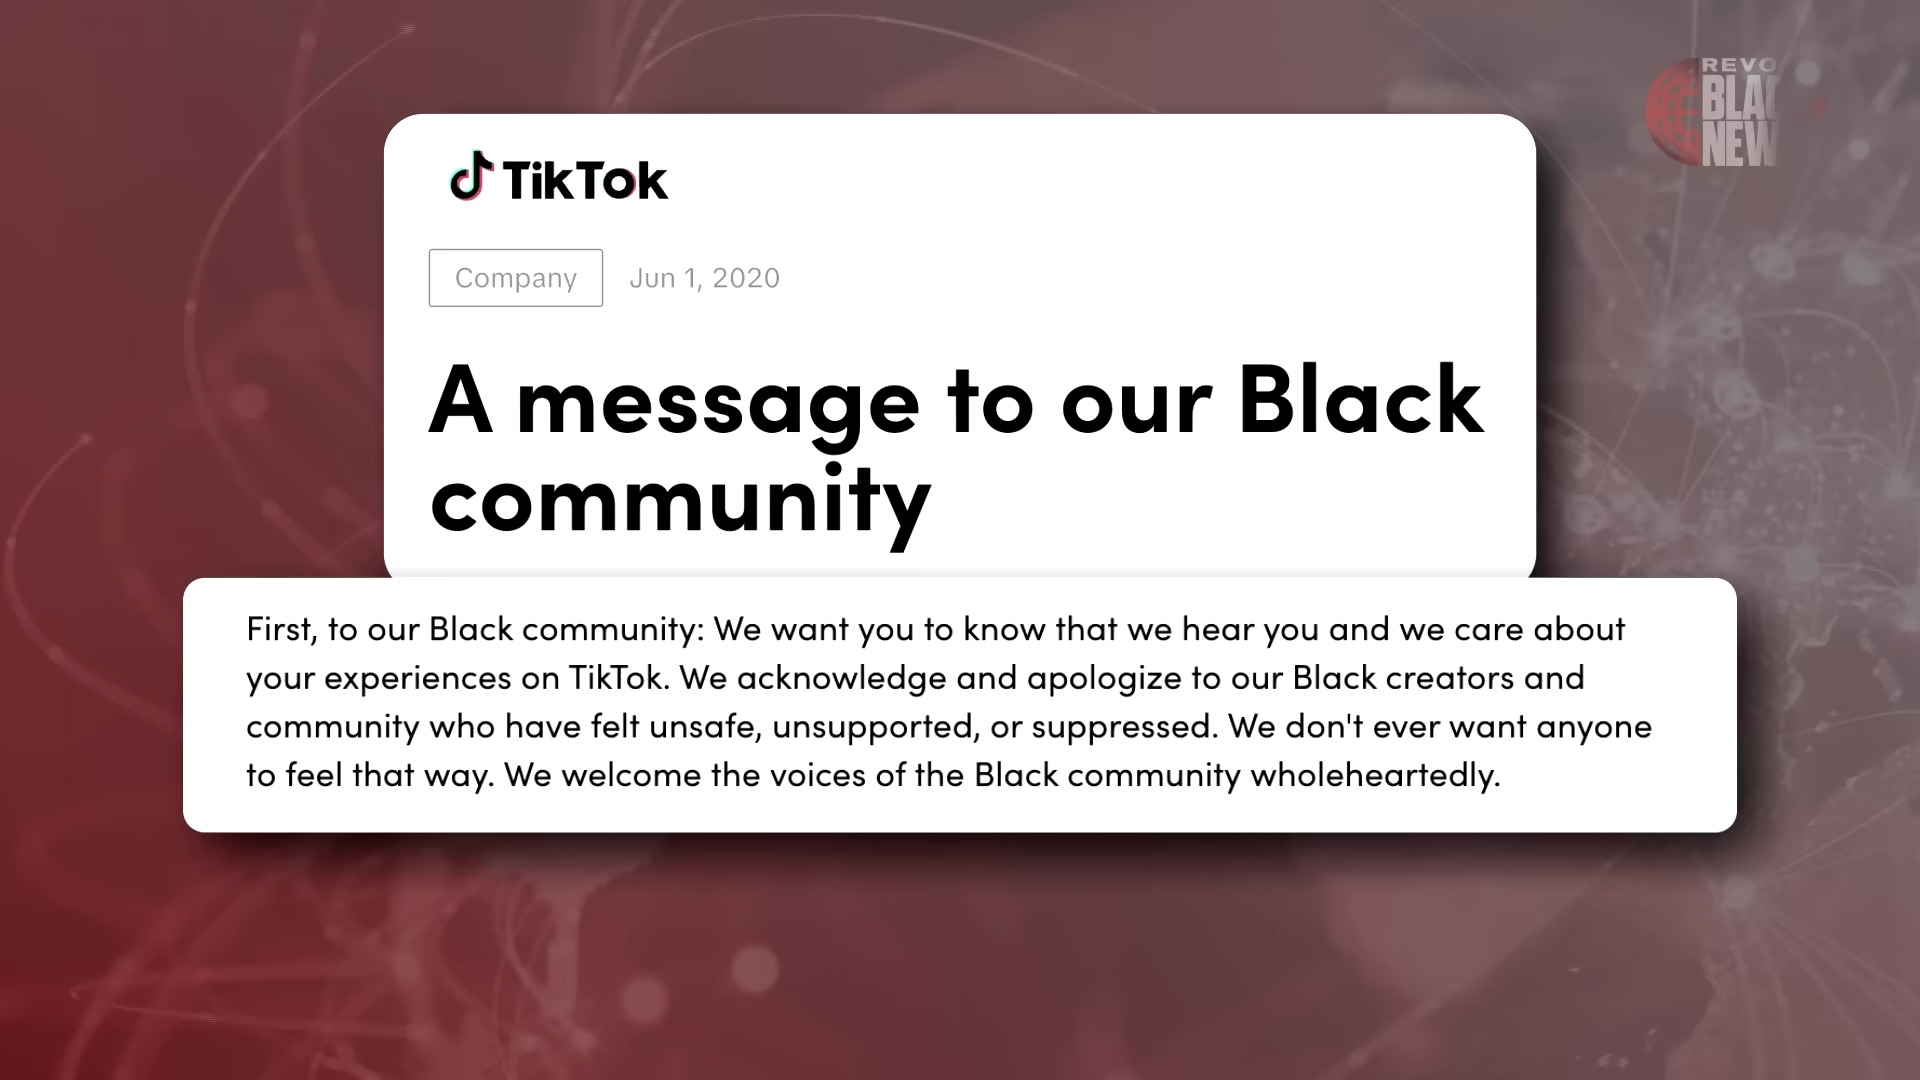 REVO
BLAC
NEW
TikTok
Company Jun 1, 2020
A message to our Black
community
First, to our Black community: We want you to know that we hear you and we care about
your experiences on TikTok. We acknowledge and apologize to our Black creators and
community who have felt unsafe, unsupported, or suppressed. We don't ever want anyone
to feel that way. We welcome the voices of the Black community wholeheartedly.